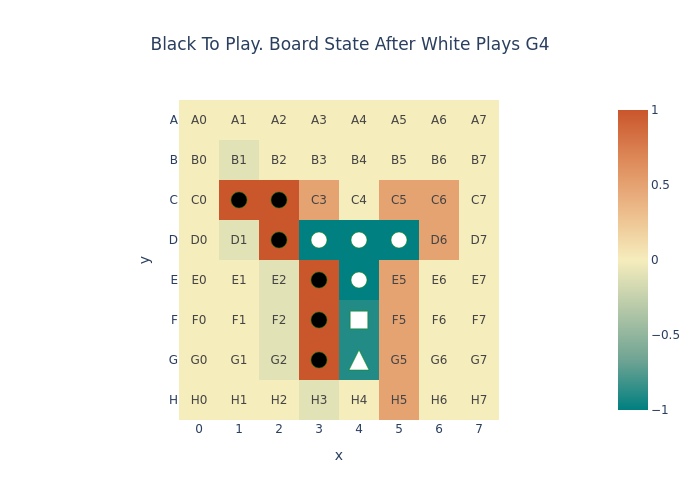 Black To Play. Board State After White Plays G4
A A0 A1 A2 A3 A4 A5 A6 A7
B B0 B1 B2 B3 B4 B5 B6 B7
C C0 C3 C4 C5 C6 C7
D D0 D1 D6 D7
E E0 E1 E2 E5 E6 E7
F F0 F1 F2 F5 F6 F7
G G0 G1 G2 G5 G6 G7
H H0 H1 H2 H3 H4 H5 H6 H7
0 1 2 3 4 5 6 7
x
y
1
0.5
0
−0.5
−1